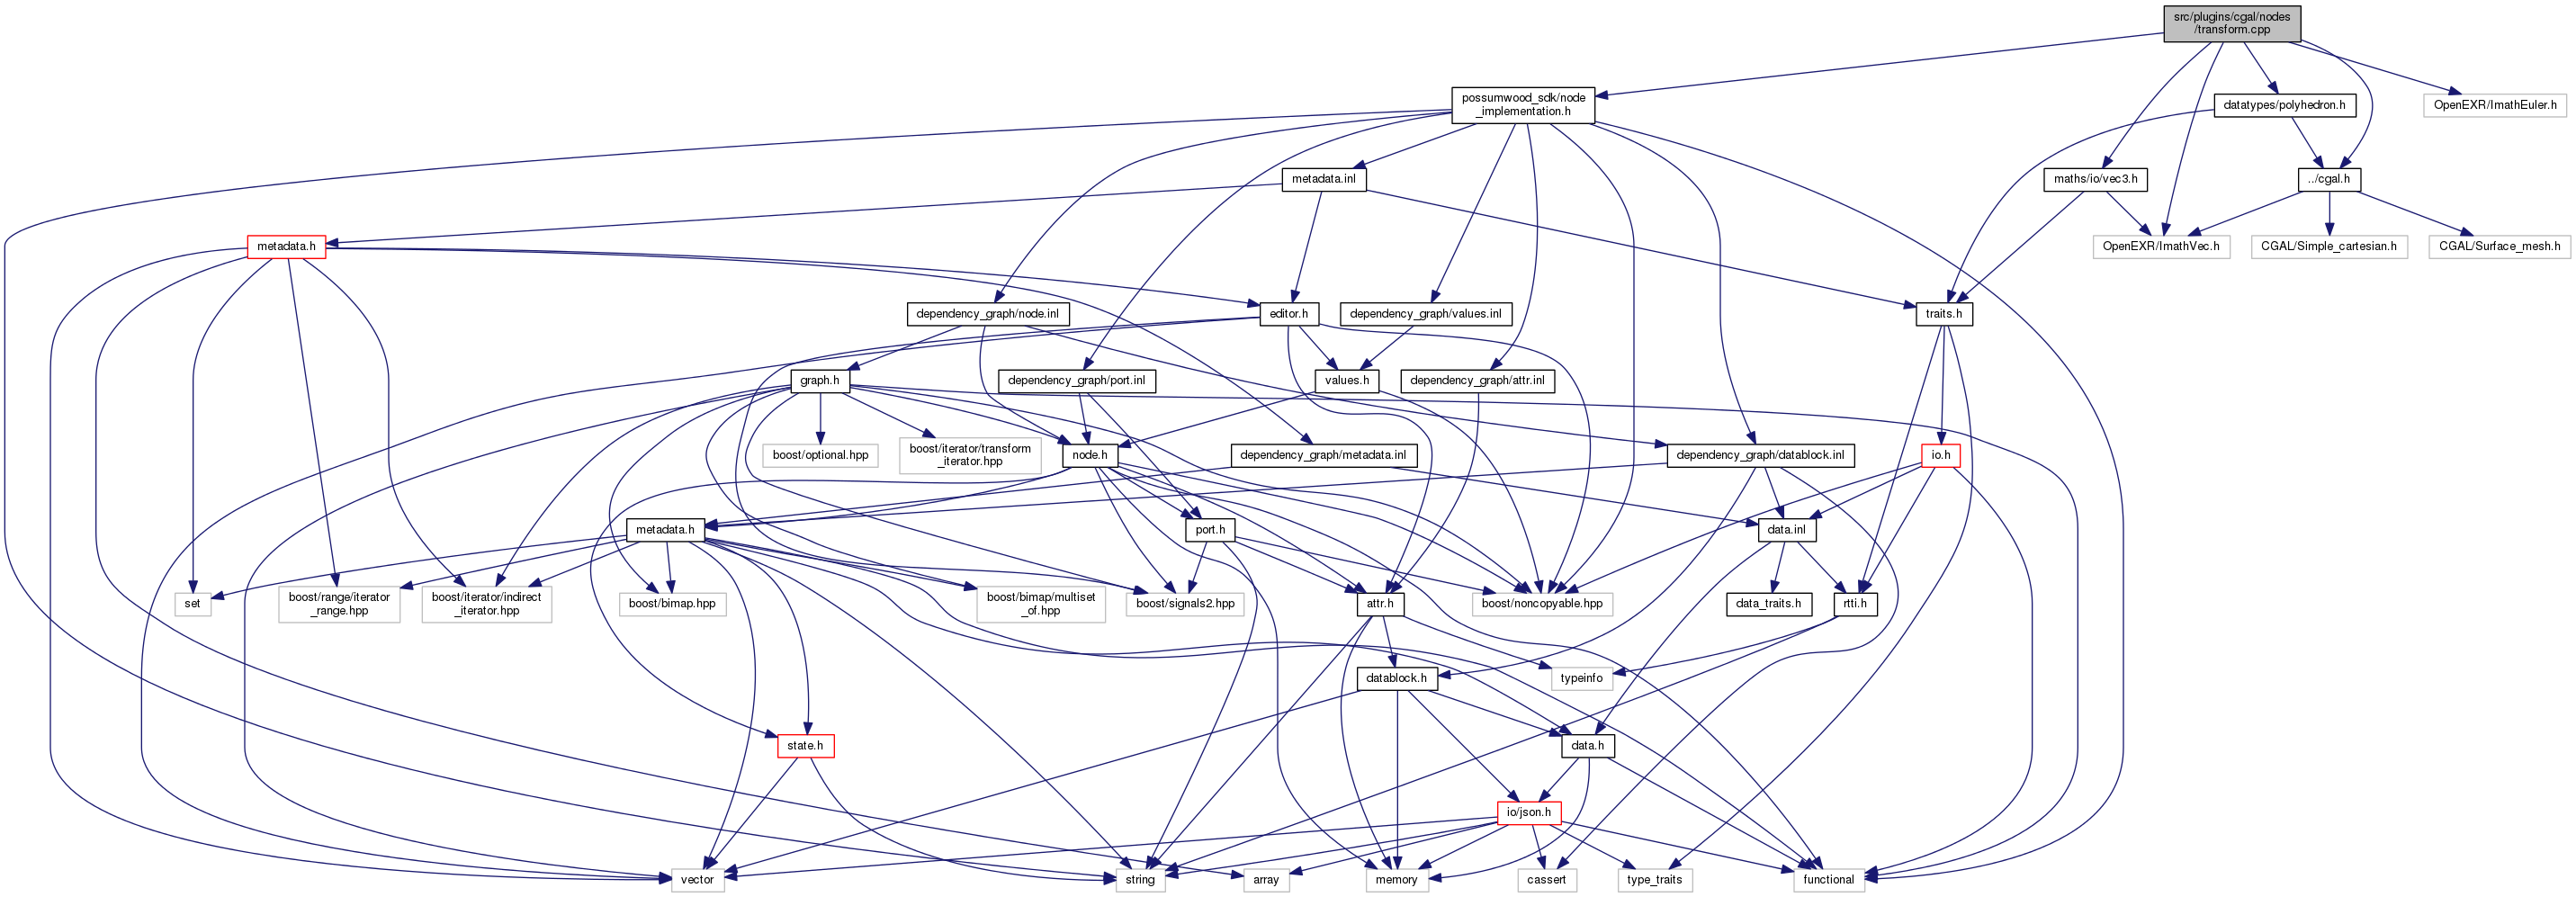 src/plugins/cgal/nodes
/transform.cpp
possumwood_sdk/node
_implementation.h
datatypes/polyhedron.h
OpenEXR/ImathEuler.h
metadata.inl
maths/io/vec3.h
../cgal.h
metadata.h
OpenEXR/ImathVec.h
CGAL/Simple_cartesian.h
CGAL/Surface_mesh.h
dependency_graph/node.inl
editor.h
dependency_graph/values.inl
traits.h
graph.h
dependency_graph/port.inl
values.h
dependency_graph/attr.inl
boost/optional.hpp
boost/iterator/transform
_iterator.hpp
node.h
dependency_graph/metadata.inl
dependency_graph/datablock.inl
io.h
metadata.h
port.h
data.inl
set
boost/range/iterator
_range.hpp
boost/iterator/indirect
_iterator.hpp
boost/bimap.hpp
boost/bimap/multiset
_of.hpp
boost/signals2.hpp
attr.h
boost/noncopyable.hpp
data_traits.h
rtti.h
datablock.h
typeinfo
state.h
data.h
io/json.h
vector
string
array
memory
cassert
type_traits
functional